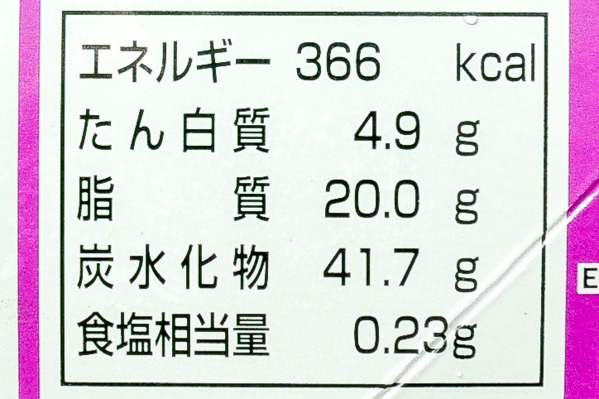 エネルギー 366 kcal
たん白質 4.9 g
脂質 20.0 g
炭水化物 41.7 g
食塩相当量 0.23g
E